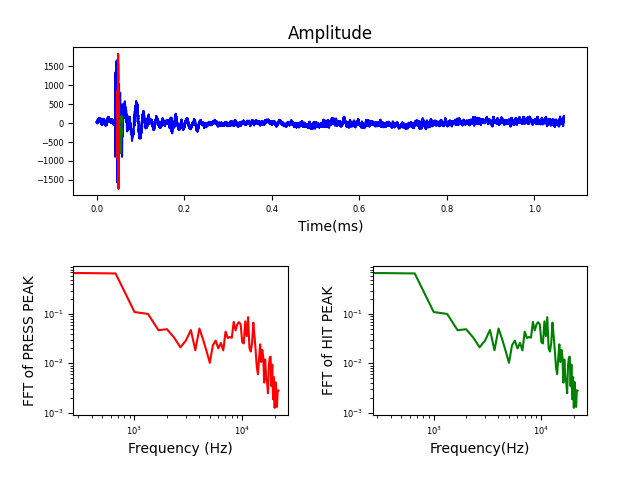 Amplitude
1500
1000
500
0
−500
−1000
−1500
0.0 0.2 0.4 0.6 0.8 1.0
Time(ms)
FFT of PRESS PEAK
10⁻¹
10⁻²
10⁻³
10³ 10⁴
Frequency (Hz)
FFT of HIT PEAK
10⁻¹
10⁻²
10⁻³
10³ 10⁴
Frequency(Hz)